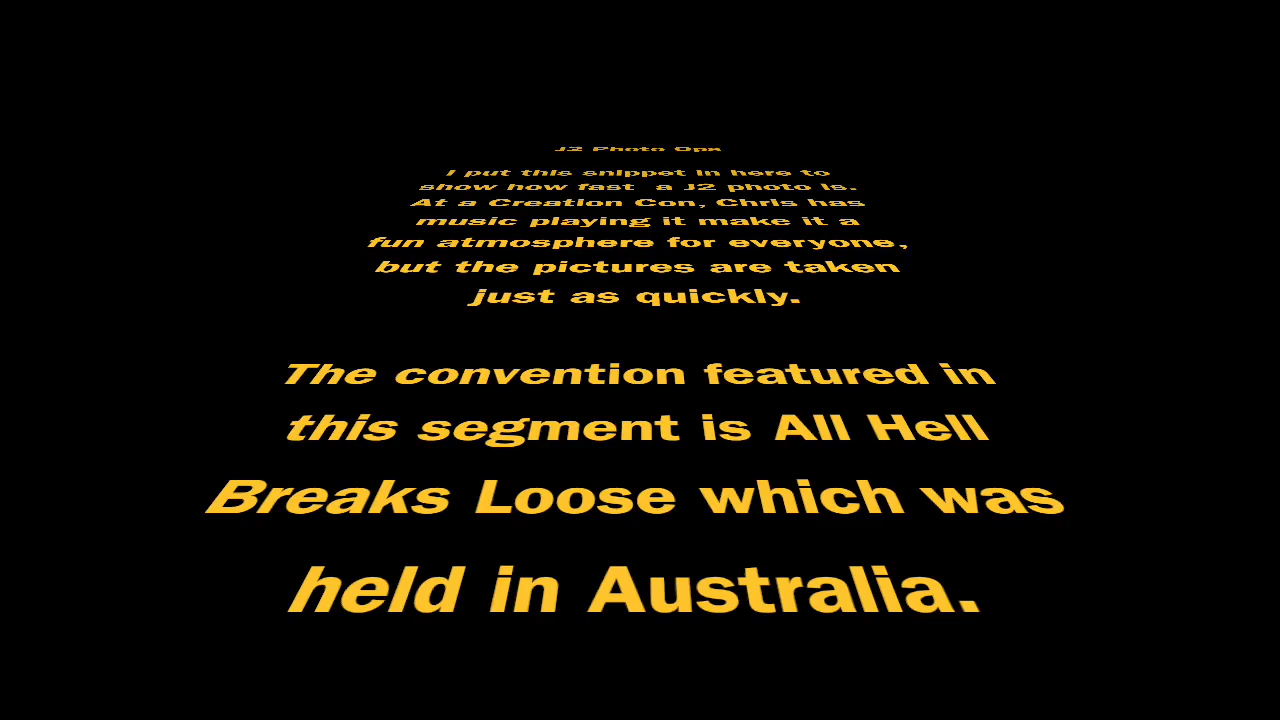 J2 Photo Ops
I put this snippet in here to
show how fast a J2 photo is.
At a Creation Con, Chris has
music playing it make it a
fun atmosphere for everyone,
but the pictures are taken
just as quickly.
The convention featured in
this segment is All Hell
Breaks Loose which was
held in Australia.